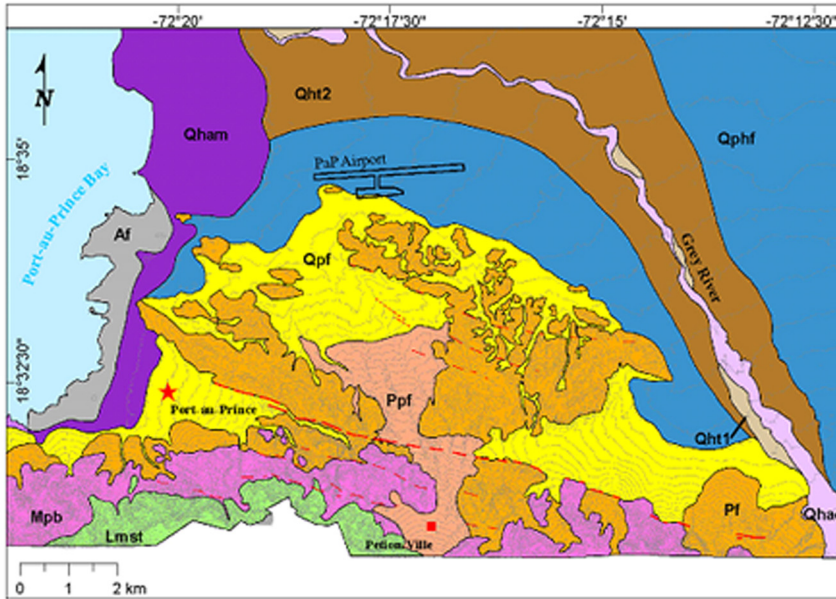 -72°20'
-72°17'30"
-72°15'
-72°12'30"
N
Qht2
Qham
Qphf
18°35'
PaP Airport
Port-au-Prince Bay
Af
Qpf
Grey River
18°32'30"
Ppf
Port-au-Prince
Qht1
Mpb
Lmst
Petion-Ville
Pf
0 1 2 km